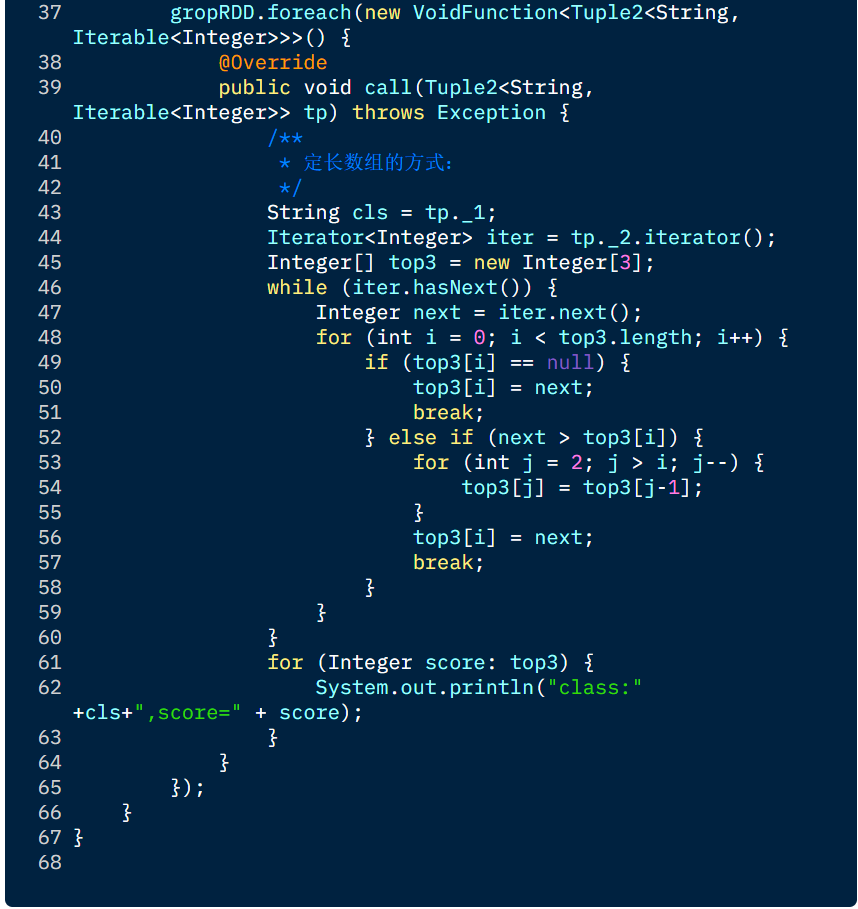 37         gropRDD.foreach(new VoidFunction<Tuple2<String,
Iterable<Integer>>>() {
38             @Override
39             public void call(Tuple2<String,
Iterable<Integer>> tp) throws Exception {
40                 /**
41                  * 定长数组的方式：
42                  */
43                 String cls = tp._1;
44                 Iterator<Integer> iter = tp._2.iterator();
45                 Integer[] top3 = new Integer[3];
46                 while (iter.hasNext()) {
47                     Integer next = iter.next();
48                     for (int i = 0; i < top3.length; i++) {
49                         if (top3[i] == null) {
50                             top3[i] = next;
51                             break;
52                         } else if (next > top3[i]) {
53                             for (int j = 2; j > i; j--) {
54                                 top3[j] = top3[j-1];
55                             }
56                             top3[i] = next;
57                             break;
58                         }
59                     }
60                 }
61                 for (Integer score: top3) {
62                     System.out.println("class:"
+cls+",score=" + score);
63                 }
64             }
65         });
66     }
67 }
68